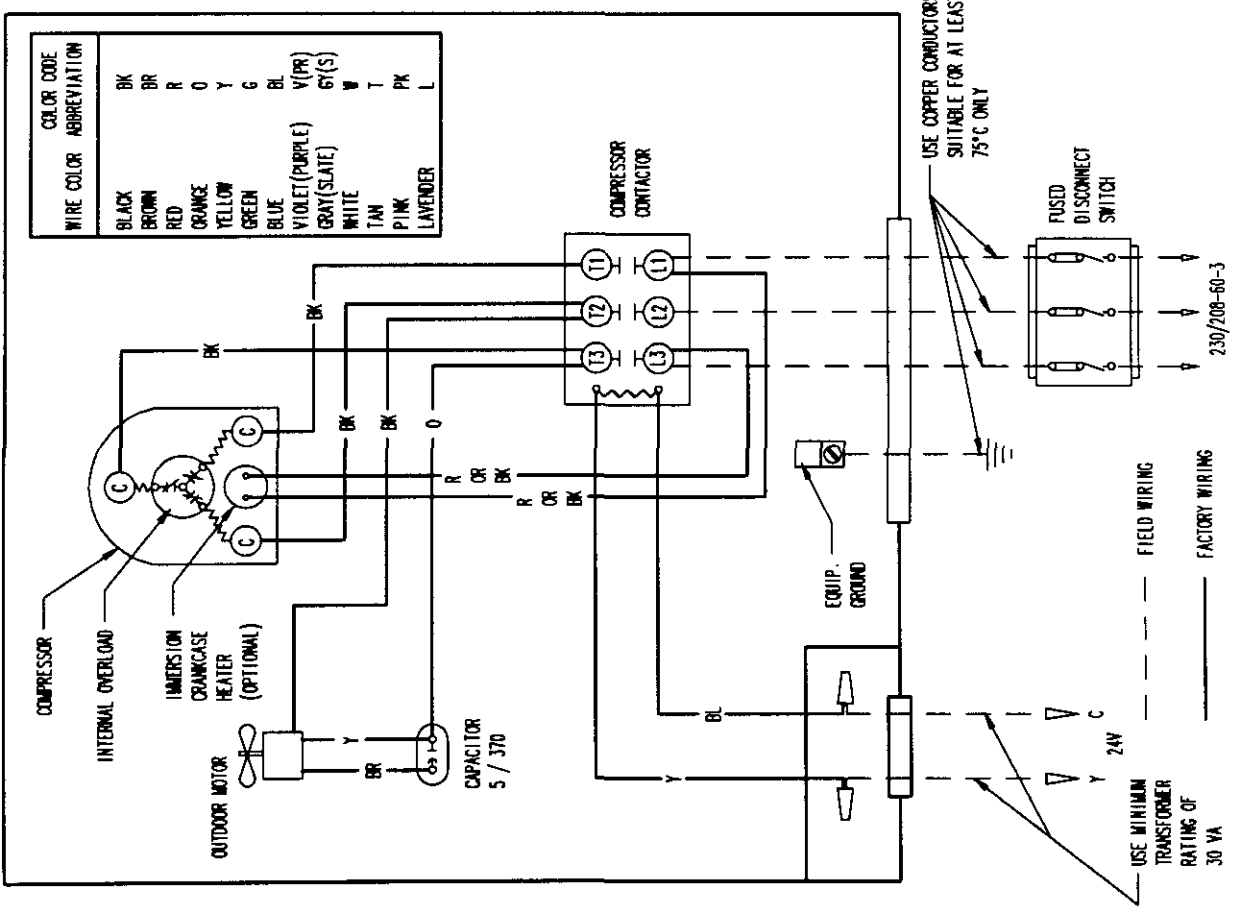 COLOR CODE
WIRE COLOR ABBREVIATION
BLACK BK
BROWN BR
RED R
ORANGE O
YELLOW Y
GREEN G
BLUE BL
VIOLET(PURPLE) V(PR)
GRAY(SLATE) GY(S)
WHITE W
TAN T
PINK PK
LAVENDER L
COMPRESSOR
INTERNAL OVERLOAD
IMMERSION
CRANKCASE
HEATER
(OPTIONAL)
OUTDOOR MOTOR
C
C
C
BK
BK
BK
BK
O
R OR BK
R OR BK
Y
BR
CAPACITOR
5 / 370
COMPRESSOR
CONTACTOR
T3
T2
T1
L3
L2
L1
EQUIP.
GROUND
Y
BL
USE COPPER CONDUCTORS
SUITABLE FOR AT LEAS
75°C ONLY
FUSED
DISCONNECT
SWITCH
230/208-60-3
Y
C
24V
USE MINIMUM
TRANSFORMER
RATING OF
30 VA
FIELD WIRING
FACTORY WIRING